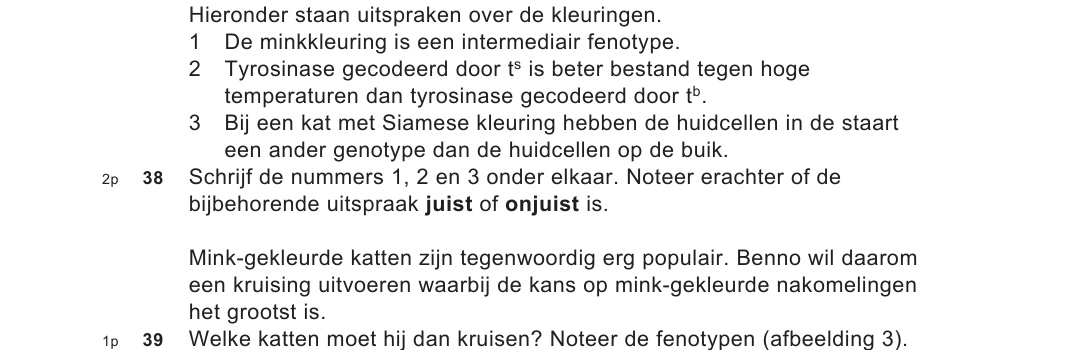 Hieronder staan uitspraken over de kleuringen.
1 De minkkleuring is een intermediair fenotype.
2 Tyrosinase gecodeerd door tˢ is beter bestand tegen hoge
temperaturen dan tyrosinase gecodeerd door tᵇ.
3 Bij een kat met Siamese kleuring hebben de huidcellen in de staart
een ander genotype dan de huidcellen op de buik.
2p 38 Schrijf de nummers 1, 2 en 3 onder elkaar. Noteer erachter of de
bijbehorende uitspraak juist of onjuist is.
Mink-gekleurde katten zijn tegenwoordig erg populair. Benno wil daarom
een kruising uitvoeren waarbij de kans op mink-gekleurde nakomelingen
het grootst is.
1p 39 Welke katten moet hij dan kruisen? Noteer de fenotypen (afbeelding 3).